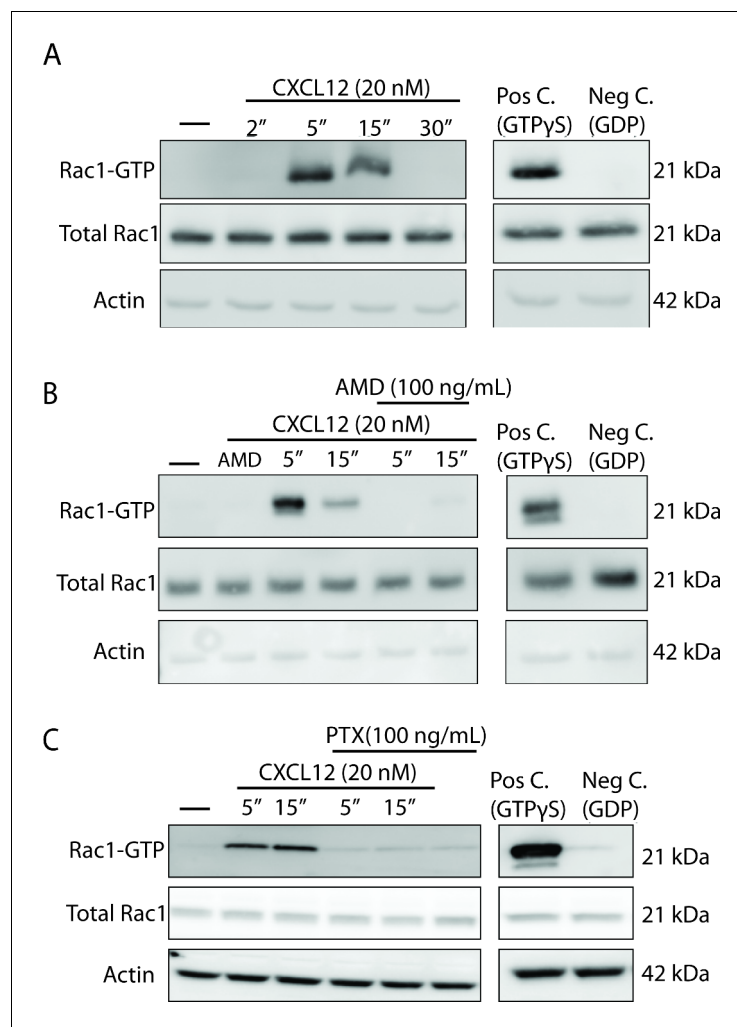 A
CXCL12 (20 nM)
— 2” 5” 15” 30”
Pos C. Neg C.
(GTPγS) (GDP)
Rac1-GTP 21 kDa
Total Rac1 21 kDa
Actin 42 kDa
B
AMD (100 ng/mL)
CXCL12 (20 nM)
— AMD 5” 15” 5” 15”
Pos C. Neg C.
(GTPγS) (GDP)
Rac1-GTP 21 kDa
Total Rac1 21 kDa
Actin 42 kDa
C
PTX(100 ng/mL)
CXCL12 (20 nM)
— 5” 15” 5” 15”
Pos C. Neg C.
(GTPγS) (GDP)
Rac1-GTP 21 kDa
Total Rac1 21 kDa
Actin 42 kDa